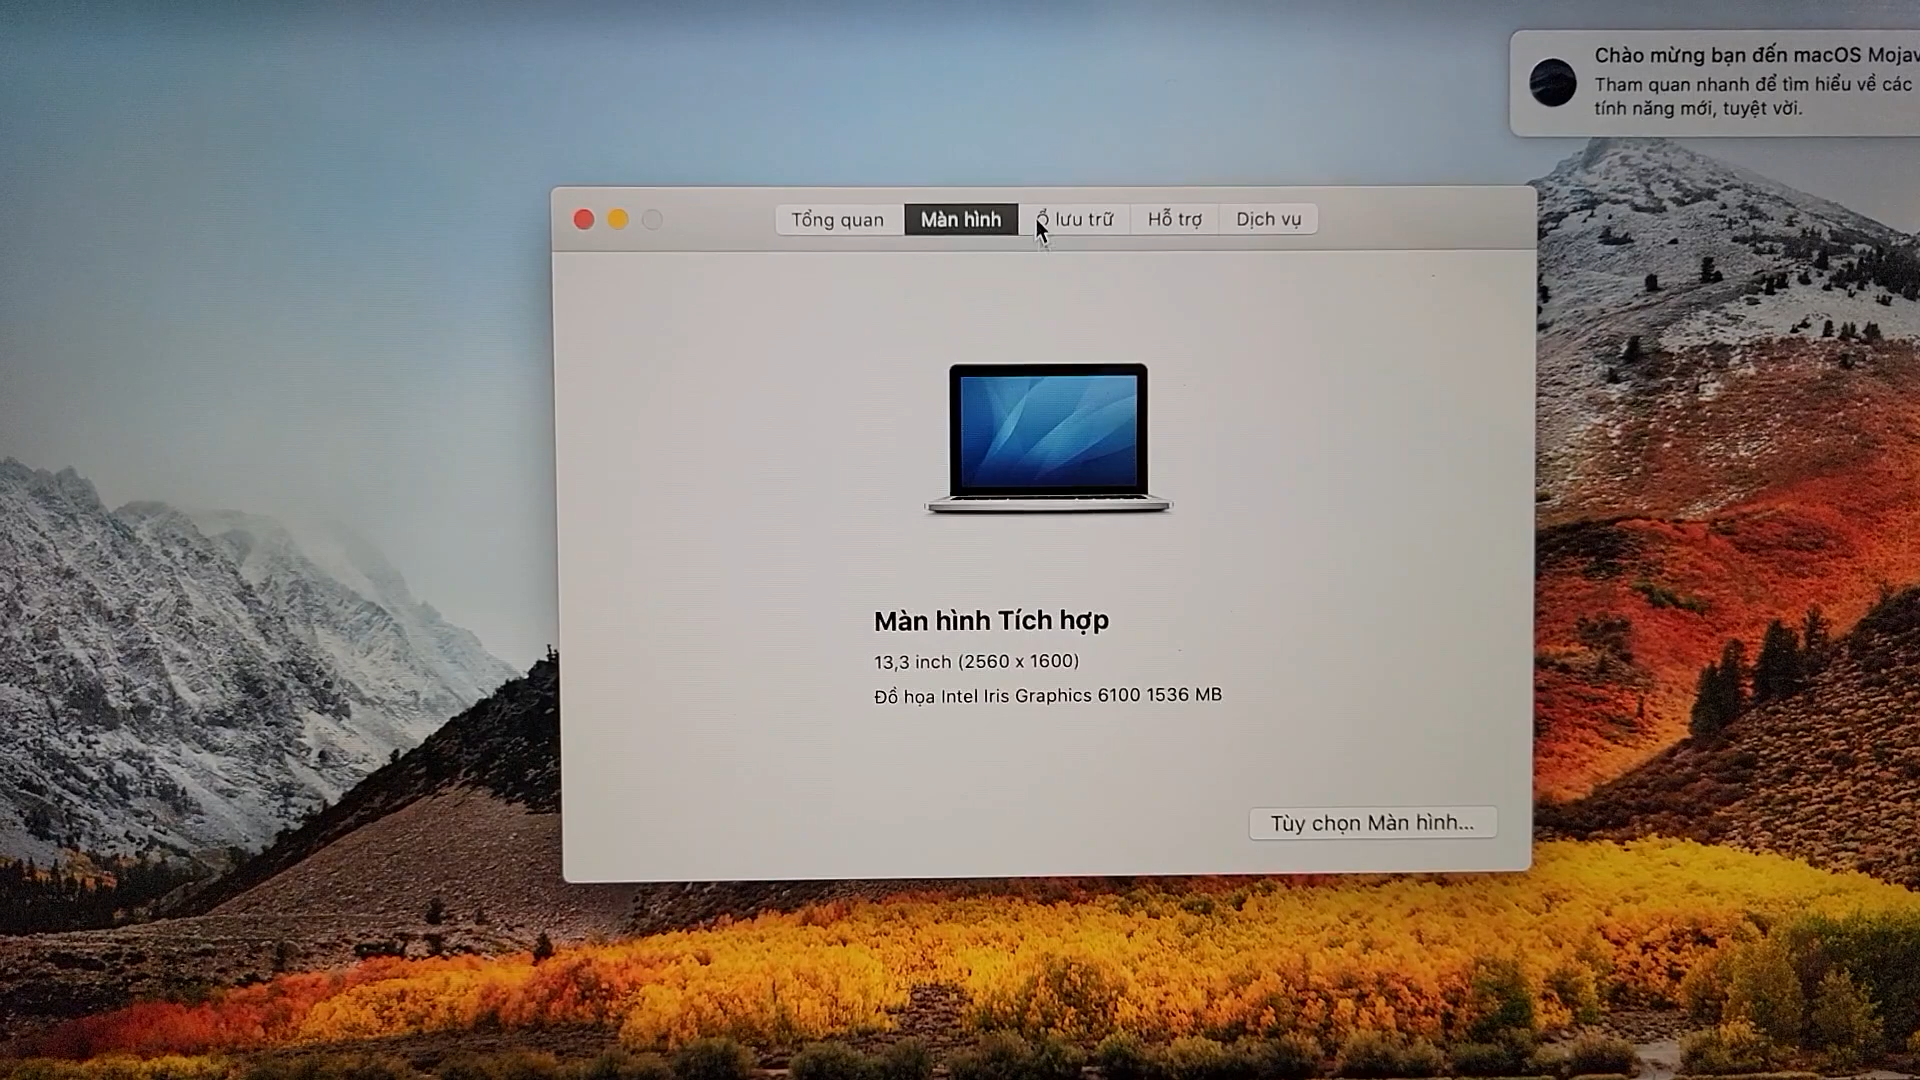 Chào mừng bạn đến macOS
Tham quan nhanh để tìm hiểu về các
tính năng mới, tuyệt vời.
Tổng quan
Màn hình
Ổ lưu trữ
Hỗ trợ
Dịch vụ
Màn hình Tích hợp
13,3 inch (2560 x 1600)
Đồ họa Intel Iris Graphics 6100 1536 MB
Tùy chọn Màn hình...